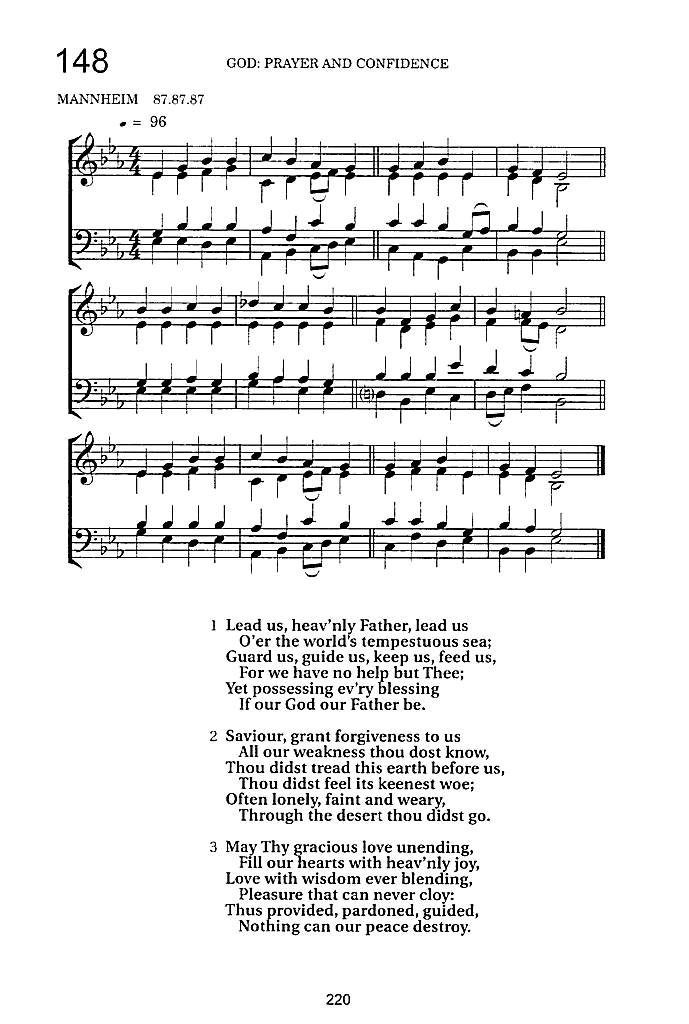 148
GOD: PRAYER AND CONFIDENCE
MANNHEIM 87.87.87
♩ = 96
1 Lead us, heav'nly Father, lead us
O'er the world's tempestuous sea;
Guard us, guide us, keep us, feed us,
For we have no help but Thee;
Yet possessing ev'ry blessing
If our God our Father be.
2 Saviour, grant forgiveness to us
All our weakness thou dost know,
Thou didst tread this earth before us,
Thou didst feel its keenest woe;
Often lonely, faint and weary,
Through the desert thou didst go.
3 May Thy gracious love unending,
Fill our hearts with heav'nly joy,
Love with wisdom ever blending,
Pleasure that can never cloy:
Thus provided, pardoned, guided,
Nothing can our peace destroy.
220